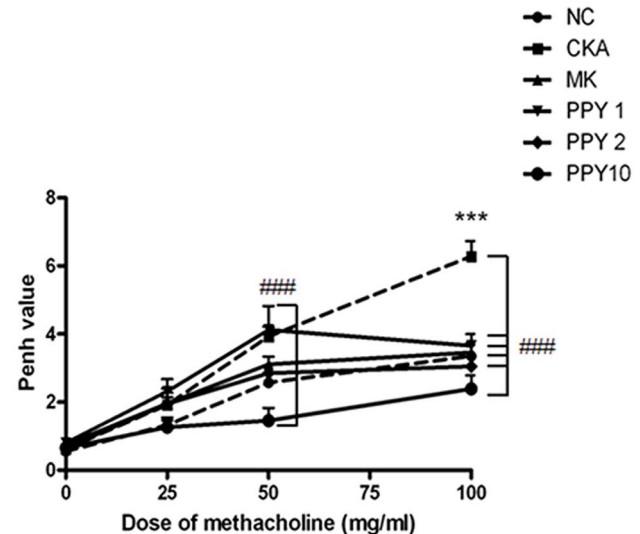 NC
CKA
MK
PPY 1
PPY 2
PPY10
***
8
###
6
4
###
2
0
Penh value
0 25 50 75 100
Dose of methacholine (mg/ml)